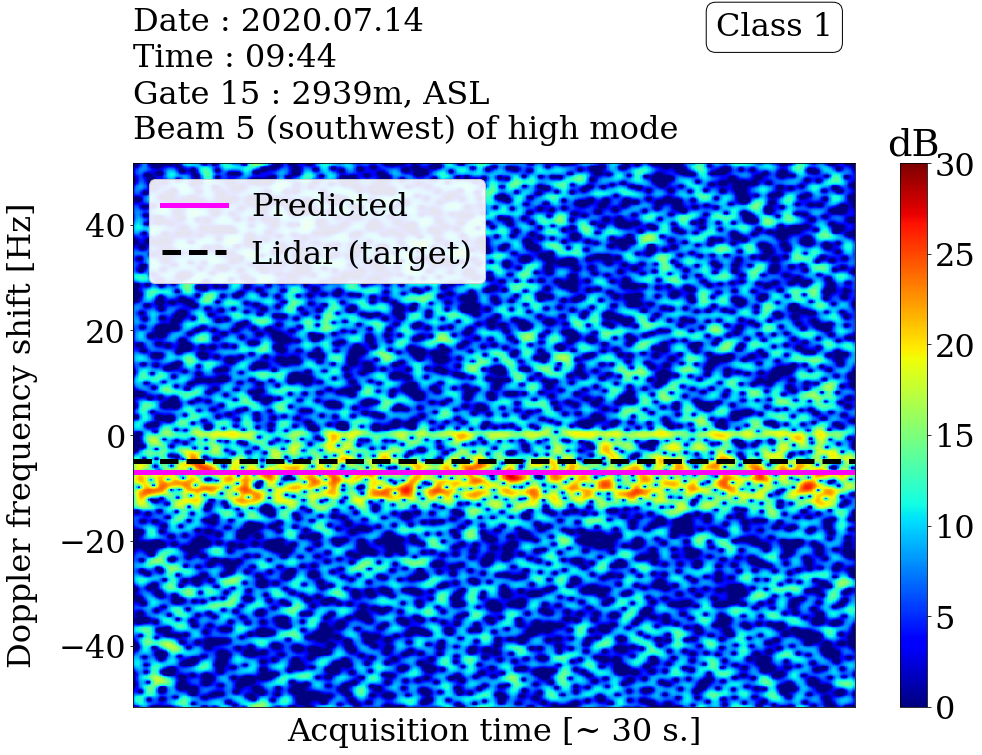 Date : 2020.07.14
Time : 09:44
Gate 15 : 2939m, ASL
Beam 5 (southwest) of high mode
Class 1
dB
Predicted
Lidar (target)
Doppler frequency shift [Hz]
40
20
0
−20
−40
30
25
20
15
10
5
0
Acquisition time [~ 30 s.]